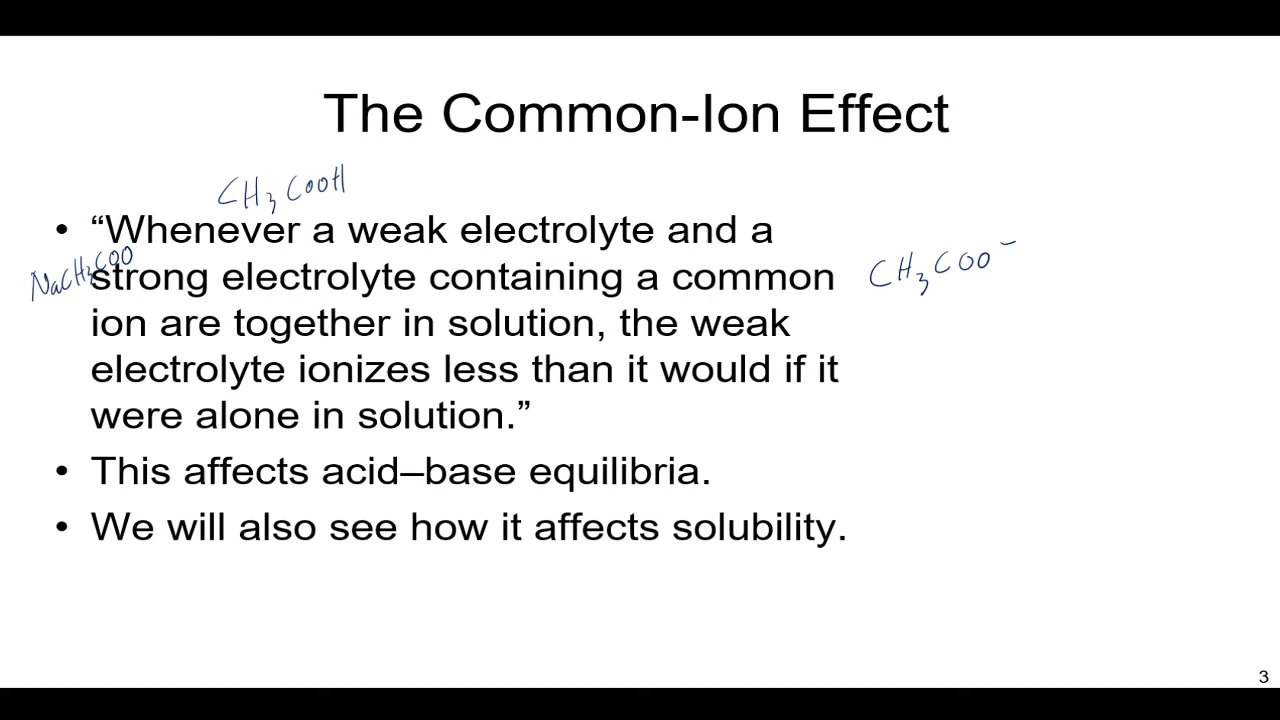 The Common-Ion Effect
CH3COOH
• “Whenever a weak electrolyte and a
NaCH3COO
strong electrolyte containing a common
CH3COO⁻
ion are together in solution, the weak
electrolyte ionizes less than it would if it
were alone in solution.”
• This affects acid–base equilibria.
• We will also see how it affects solubility.
3